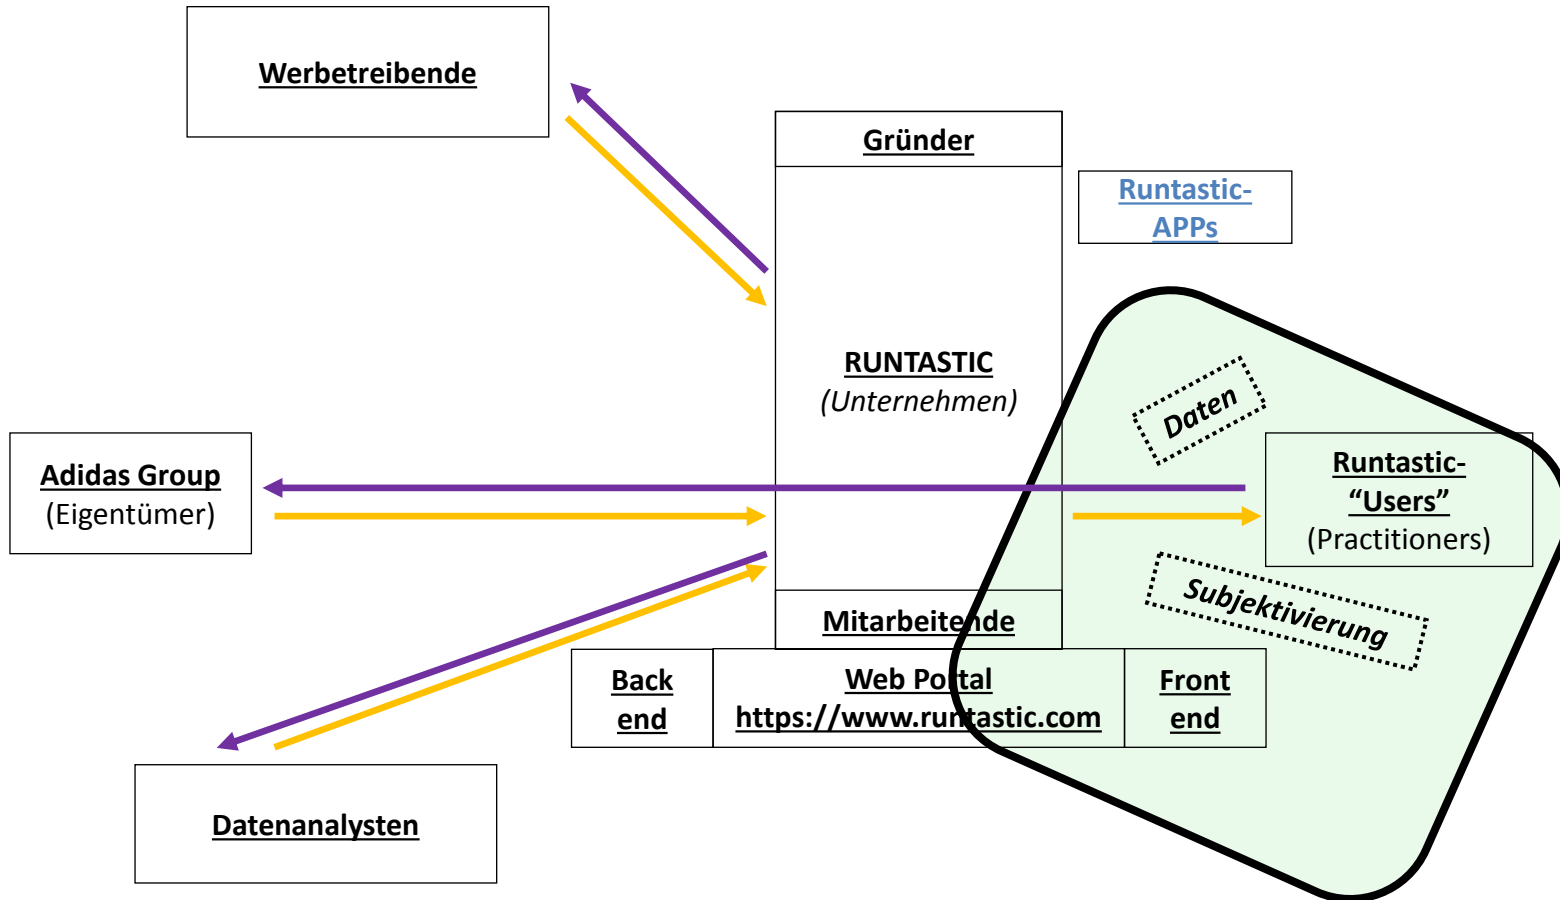 Werbetreibende
Gründer
Runtastic-
APPs
RUNTASTIC
(Unternehmen)
Daten
Adidas Group
(Eigentümer)
Runtastic-
“Users”
(Practitioners)
Subjektivierung
Mitarbeitende
Back
end
Web Portal
https://www.runtastic.com
Front
end
Datenanalysten